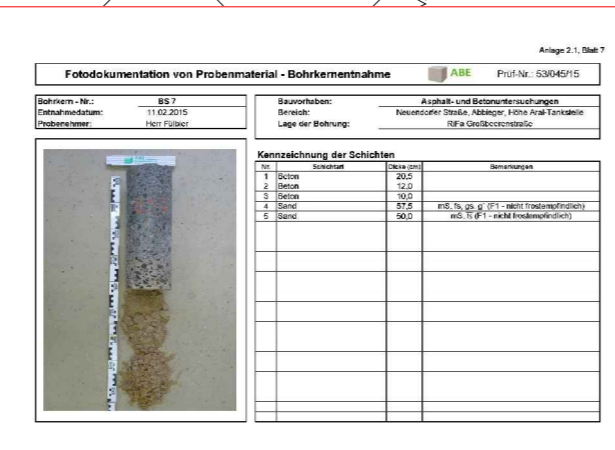 Anlage 2.1, Blatt 7
Fotodokumentation von Probenmaterial - Bohrkernentnahme
ABE
Prüf-Nr.: 53/045/15
Bohrkern - Nr.: BS 7
Entnahmedatum: 11.02.2015
Probenehmer: Herr Fülbier
Bauvorhaben: Asphalt- und Betonuntersuchungen
Bereich: Neuendorfer Straße, Abbieger, Höhe Aral-Tankstelle
Lage der Bohrung: RiFa Großbeerenstraße
Kennzeichnung der Schichten
Nr. Schichtart Dicke (cm) Bemerkungen
1 Beton 20,5
2 Beton 12,0
3 Beton 10,0
4 Sand 57,5 mS, fs, gs, g' (F1 - nicht frostempfindlich)
5 Sand 50,0 mS, (F1 - nicht frostempfindlich)